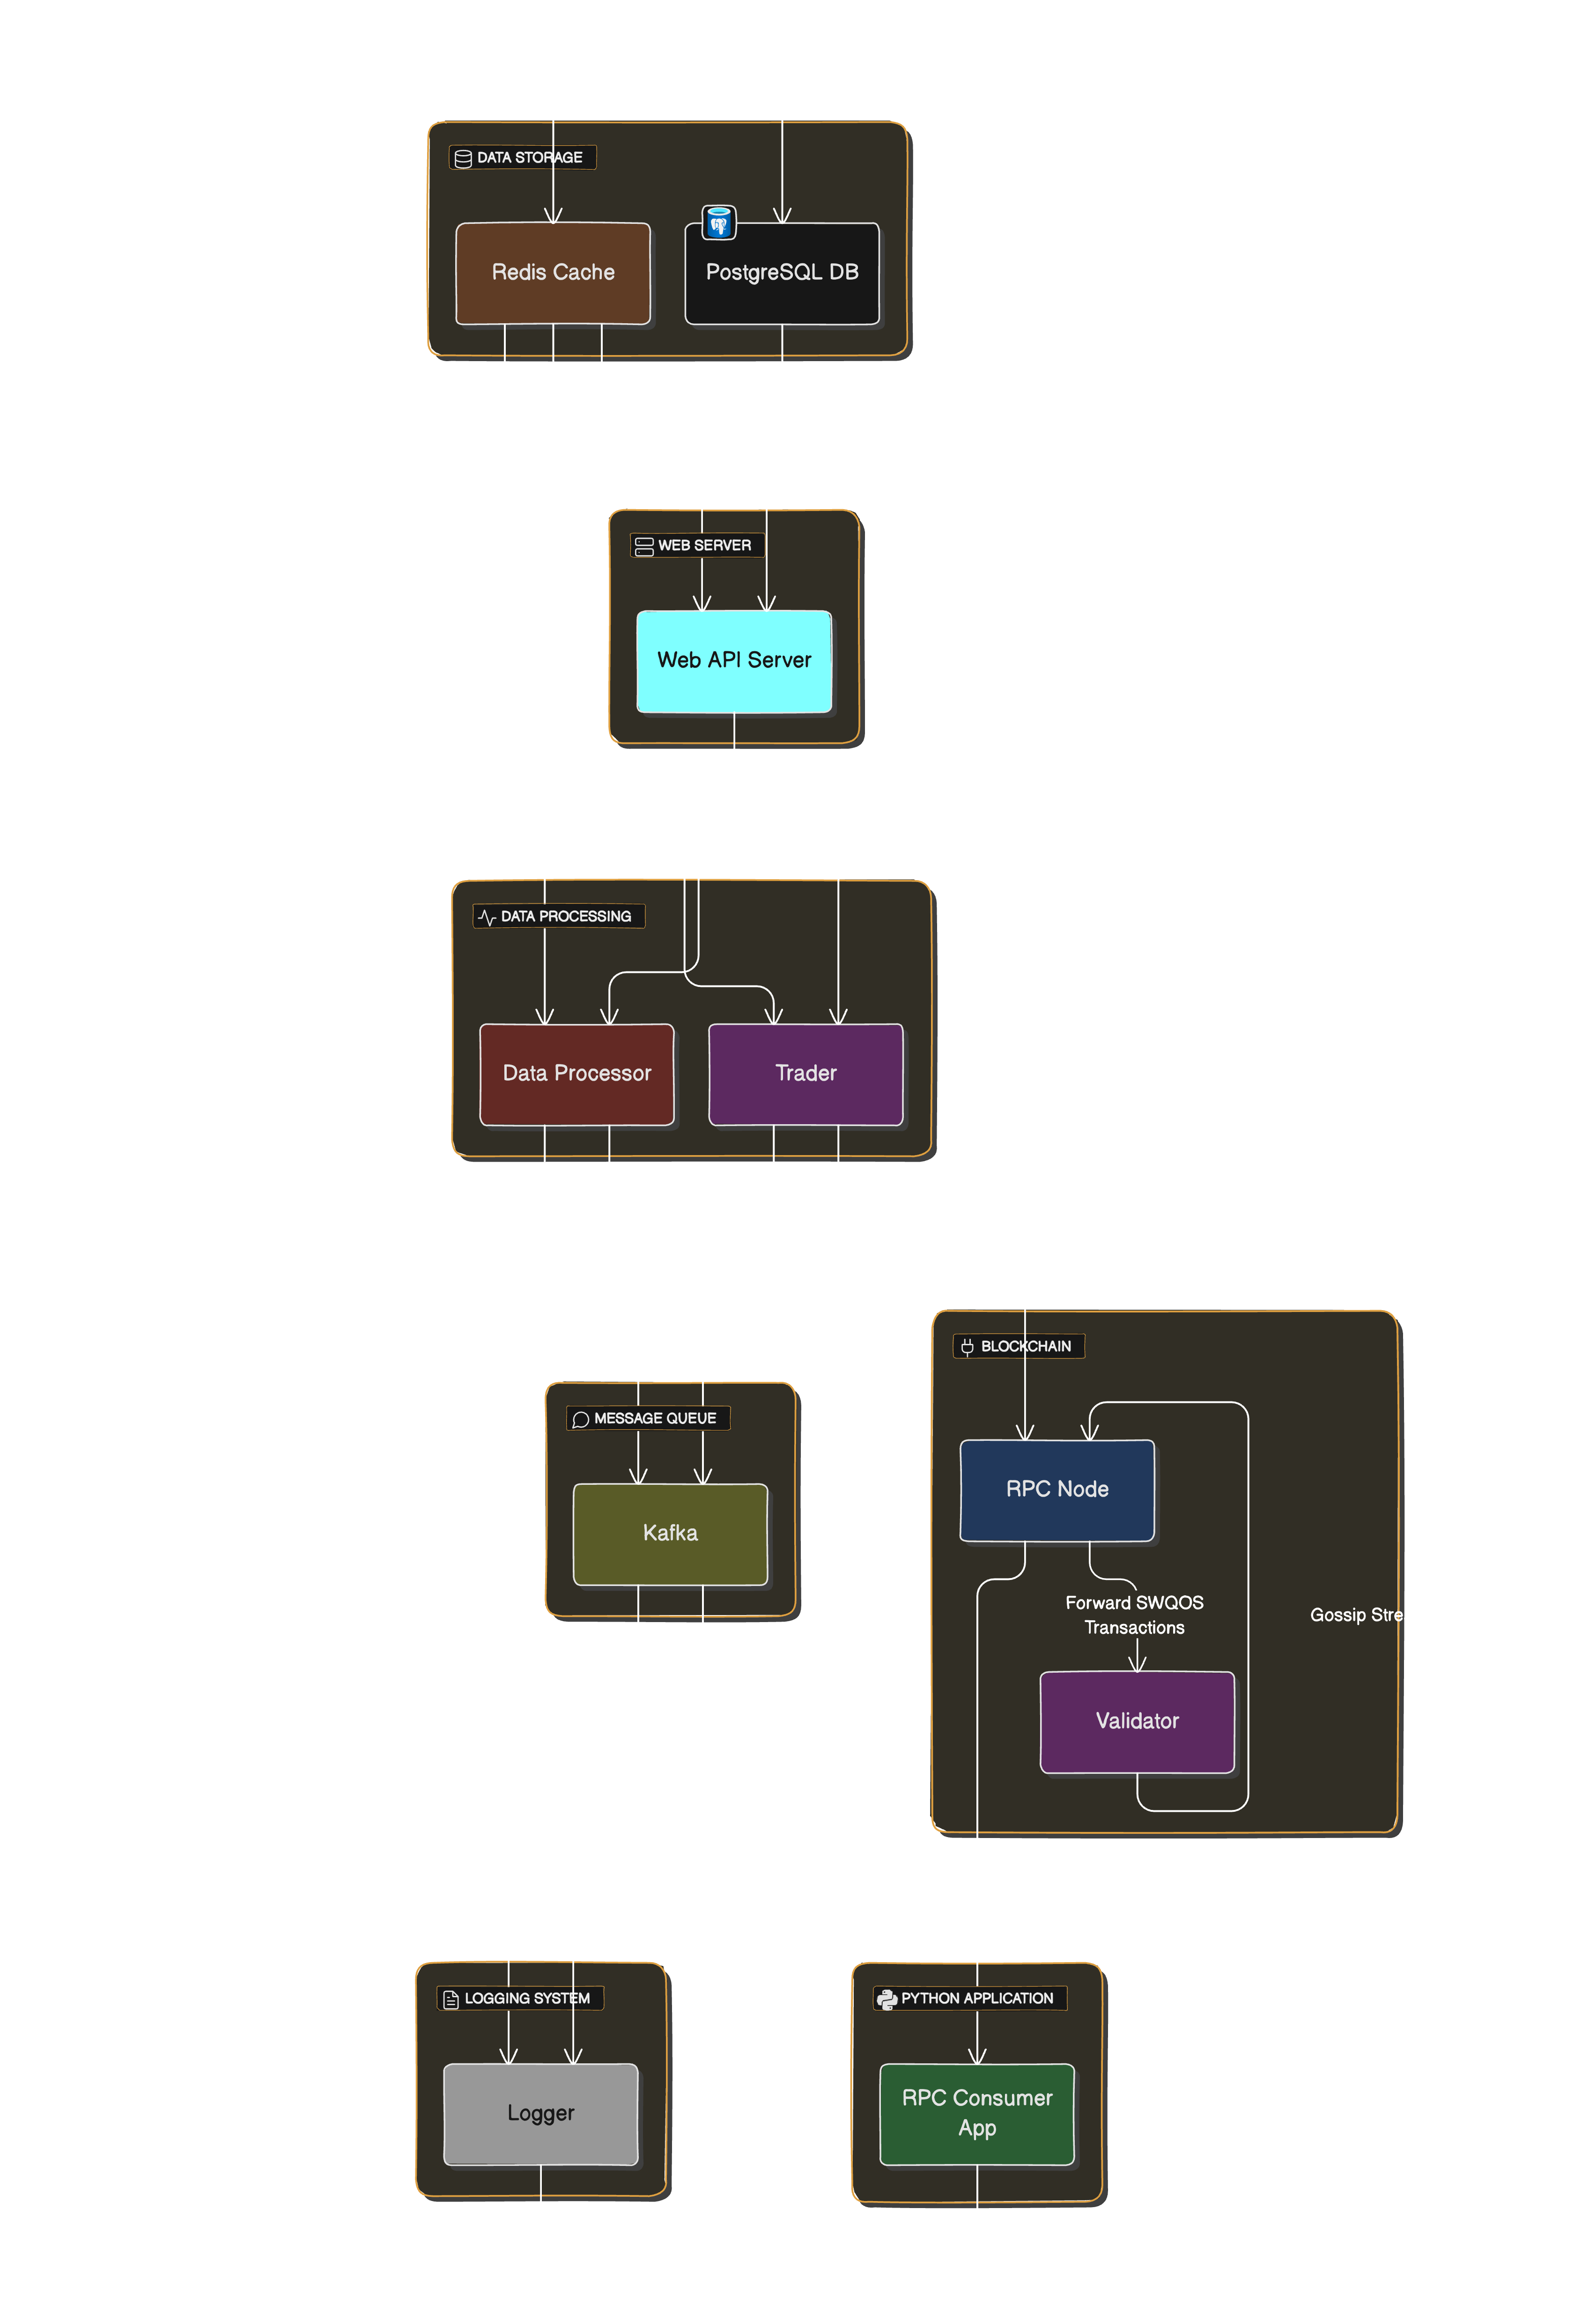 DATA STORAGE
Redis Cache
PostgreSQL DB
WEB SERVER
Web API Server
DATA PROCESSING
Data Processor
Trader
BLOCKCHAIN
RPC Node
MESSAGE QUEUE
Kafka
Forward SWQOS
Transactions
Gossip Stre
Validator
LOGGING SYSTEM
Logger
PYTHON APPLICATION
RPC Consumer
App